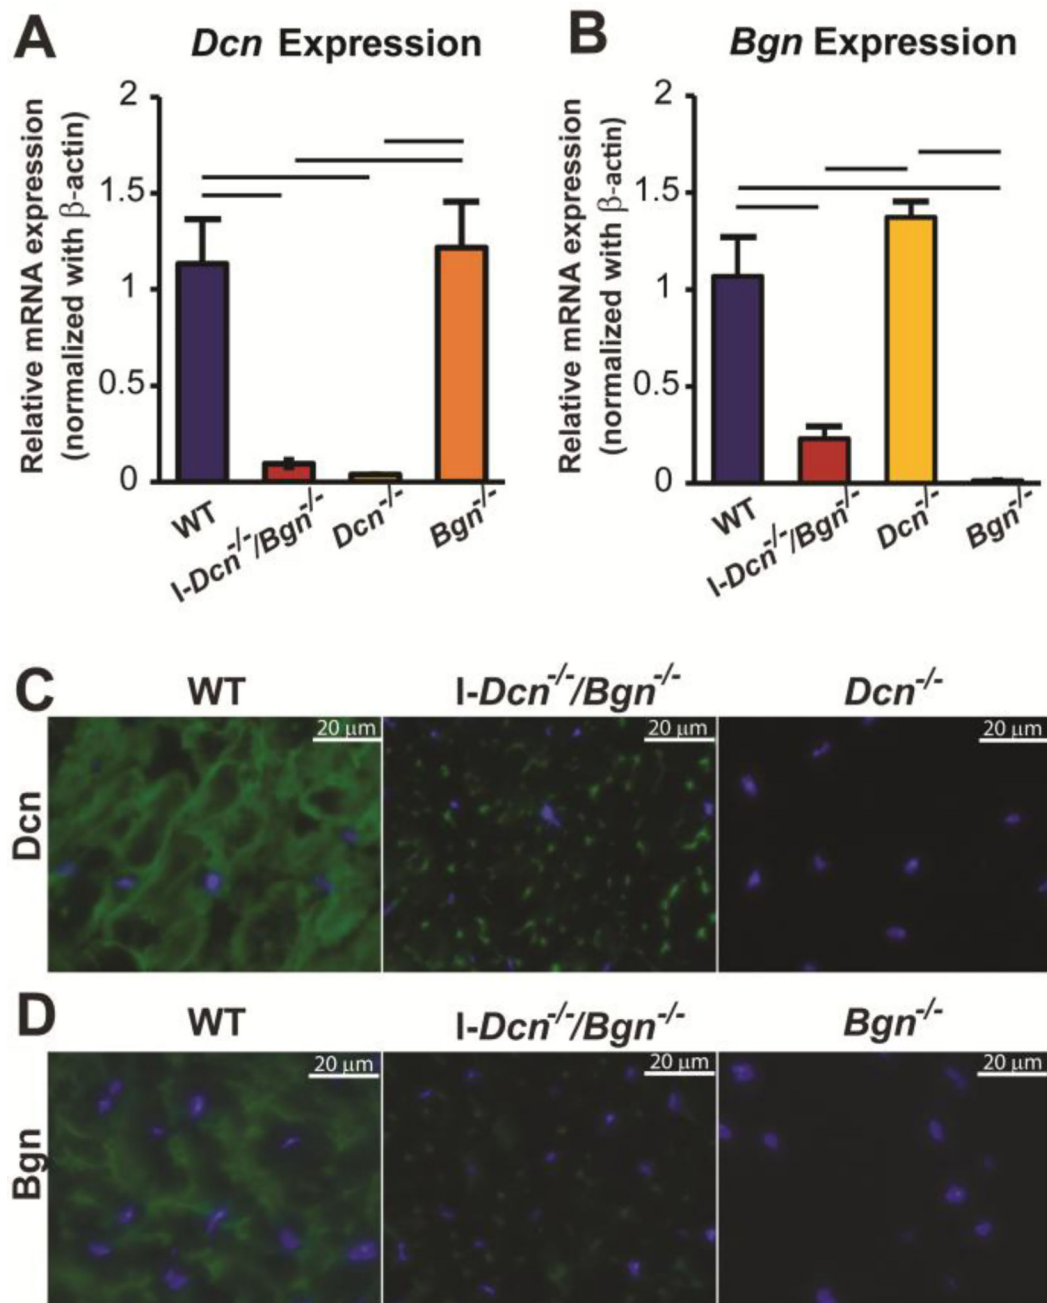 A
Dcn Expression
Relative mRNA expression
(normalized with β-actin)
2
1.5
1
0.5
0
WT
I-Dcn-/-/Bgn-/-
Dcn-/-
Bgn-/-
B
Bgn Expression
Relative mRNA expression
(normalized with β-actin)
2
1.5
1
0.5
0
WT
I-Dcn-/-/Bgn-/-
Dcn-/-
Bgn-/-
C
WT
I-Dcn-/-/Bgn-/-
Dcn-/-
Dcn
20 μm
20 μm
20 μm
D
WT
I-Dcn-/-/Bgn-/-
Bgn-/-
Bgn
20 μm
20 μm
20 μm